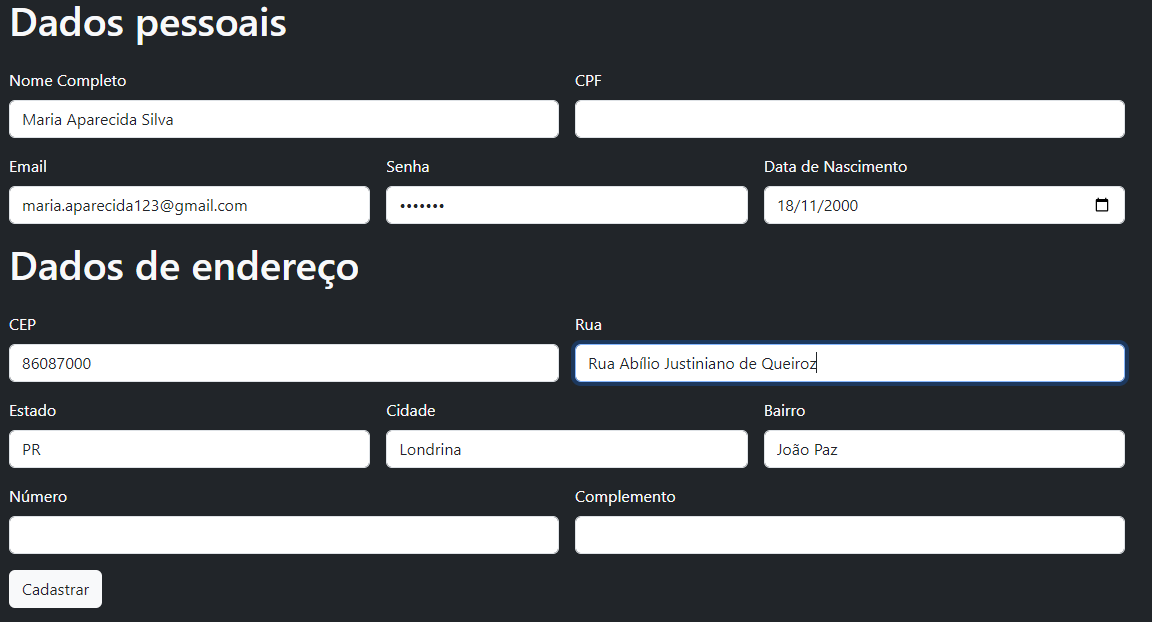 Dados pessoais
Nome Completo CPF
Maria Aparecida Silva
Email Senha Data de Nascimento
maria.aparecida123@gmail.com ••••••• 18/11/2000
Dados de endereço
CEP Rua
86087000 Rua Abílio Justiniano de Queiroz
Estado Cidade Bairro
PR Londrina João Paz
Número Complemento
Cadastrar